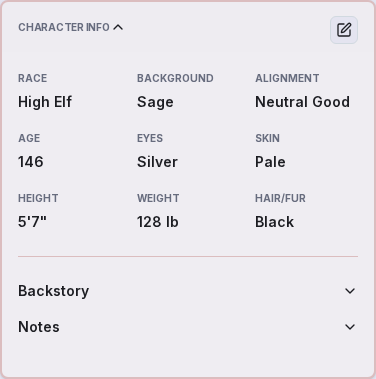 CHARACTER INFO
RACE BACKGROUND ALIGNMENT
High Elf Sage Neutral Good
AGE EYES SKIN
146 Silver Pale
HEIGHT WEIGHT HAIR/FUR
5'7" 128 lb Black
Backstory
Notes